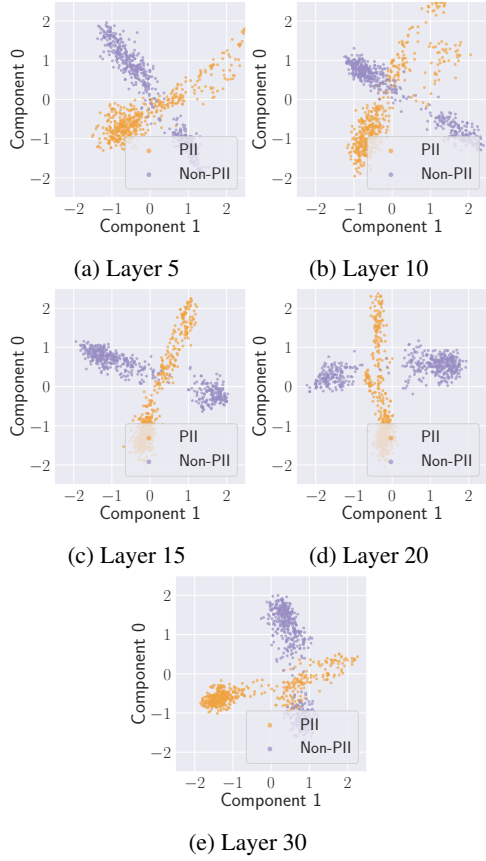 2
1
0
−1
−2
Component 0
−2 −1 0 1 2
Component 1
PII
Non-PII
(a) Layer 5
2
1
0
−1
−2
Component 0
−2 −1 0 1 2
Component 1
PII
Non-PII
(b) Layer 10
2
1
0
−1
−2
Component 0
−2 −1 0 1 2
Component 1
PII
Non-PII
(c) Layer 15
2
1
0
−1
−2
Component 0
−2 −1 0 1 2
Component 1
PII
Non-PII
(d) Layer 20
2
1
0
−1
−2
Component 0
−2 −1 0 1 2
Component 1
PII
Non-PII
(e) Layer 30